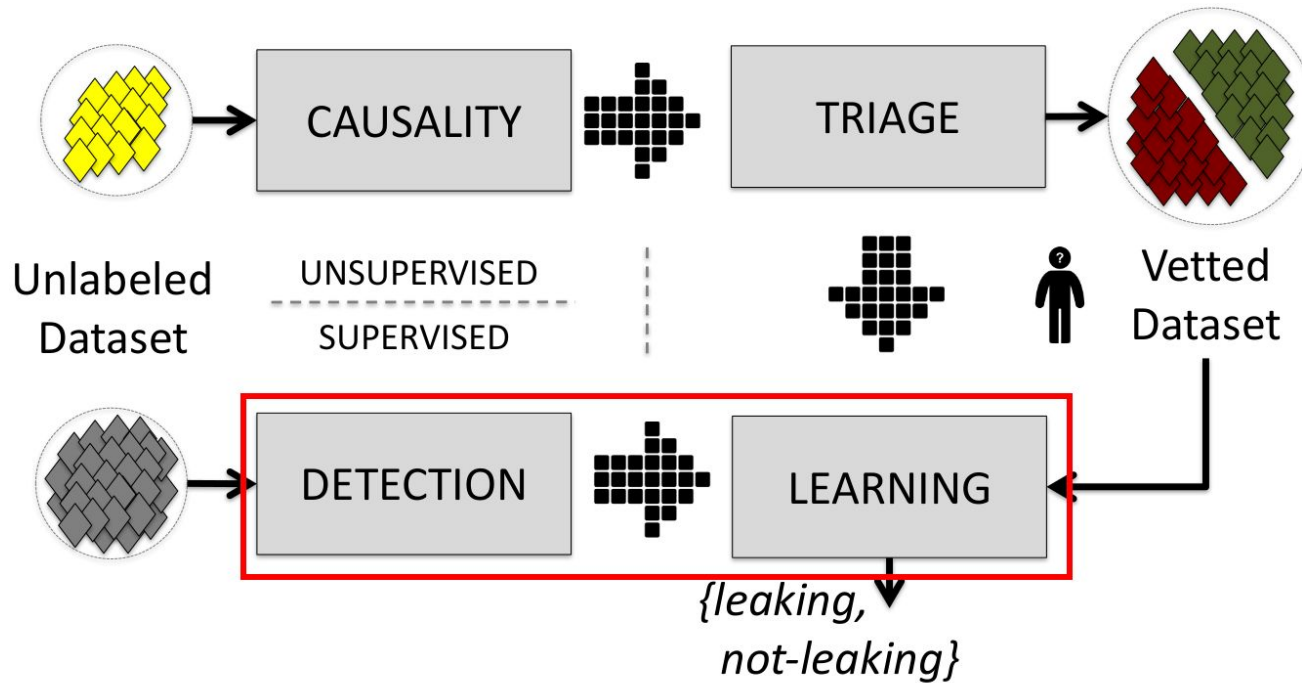 CAUSALITY
TRIAGE
Unlabeled
Dataset
UNSUPERVISED
SUPERVISED
?
Vetted
Dataset
DETECTION
LEARNING
{leaking,
not-leaking}